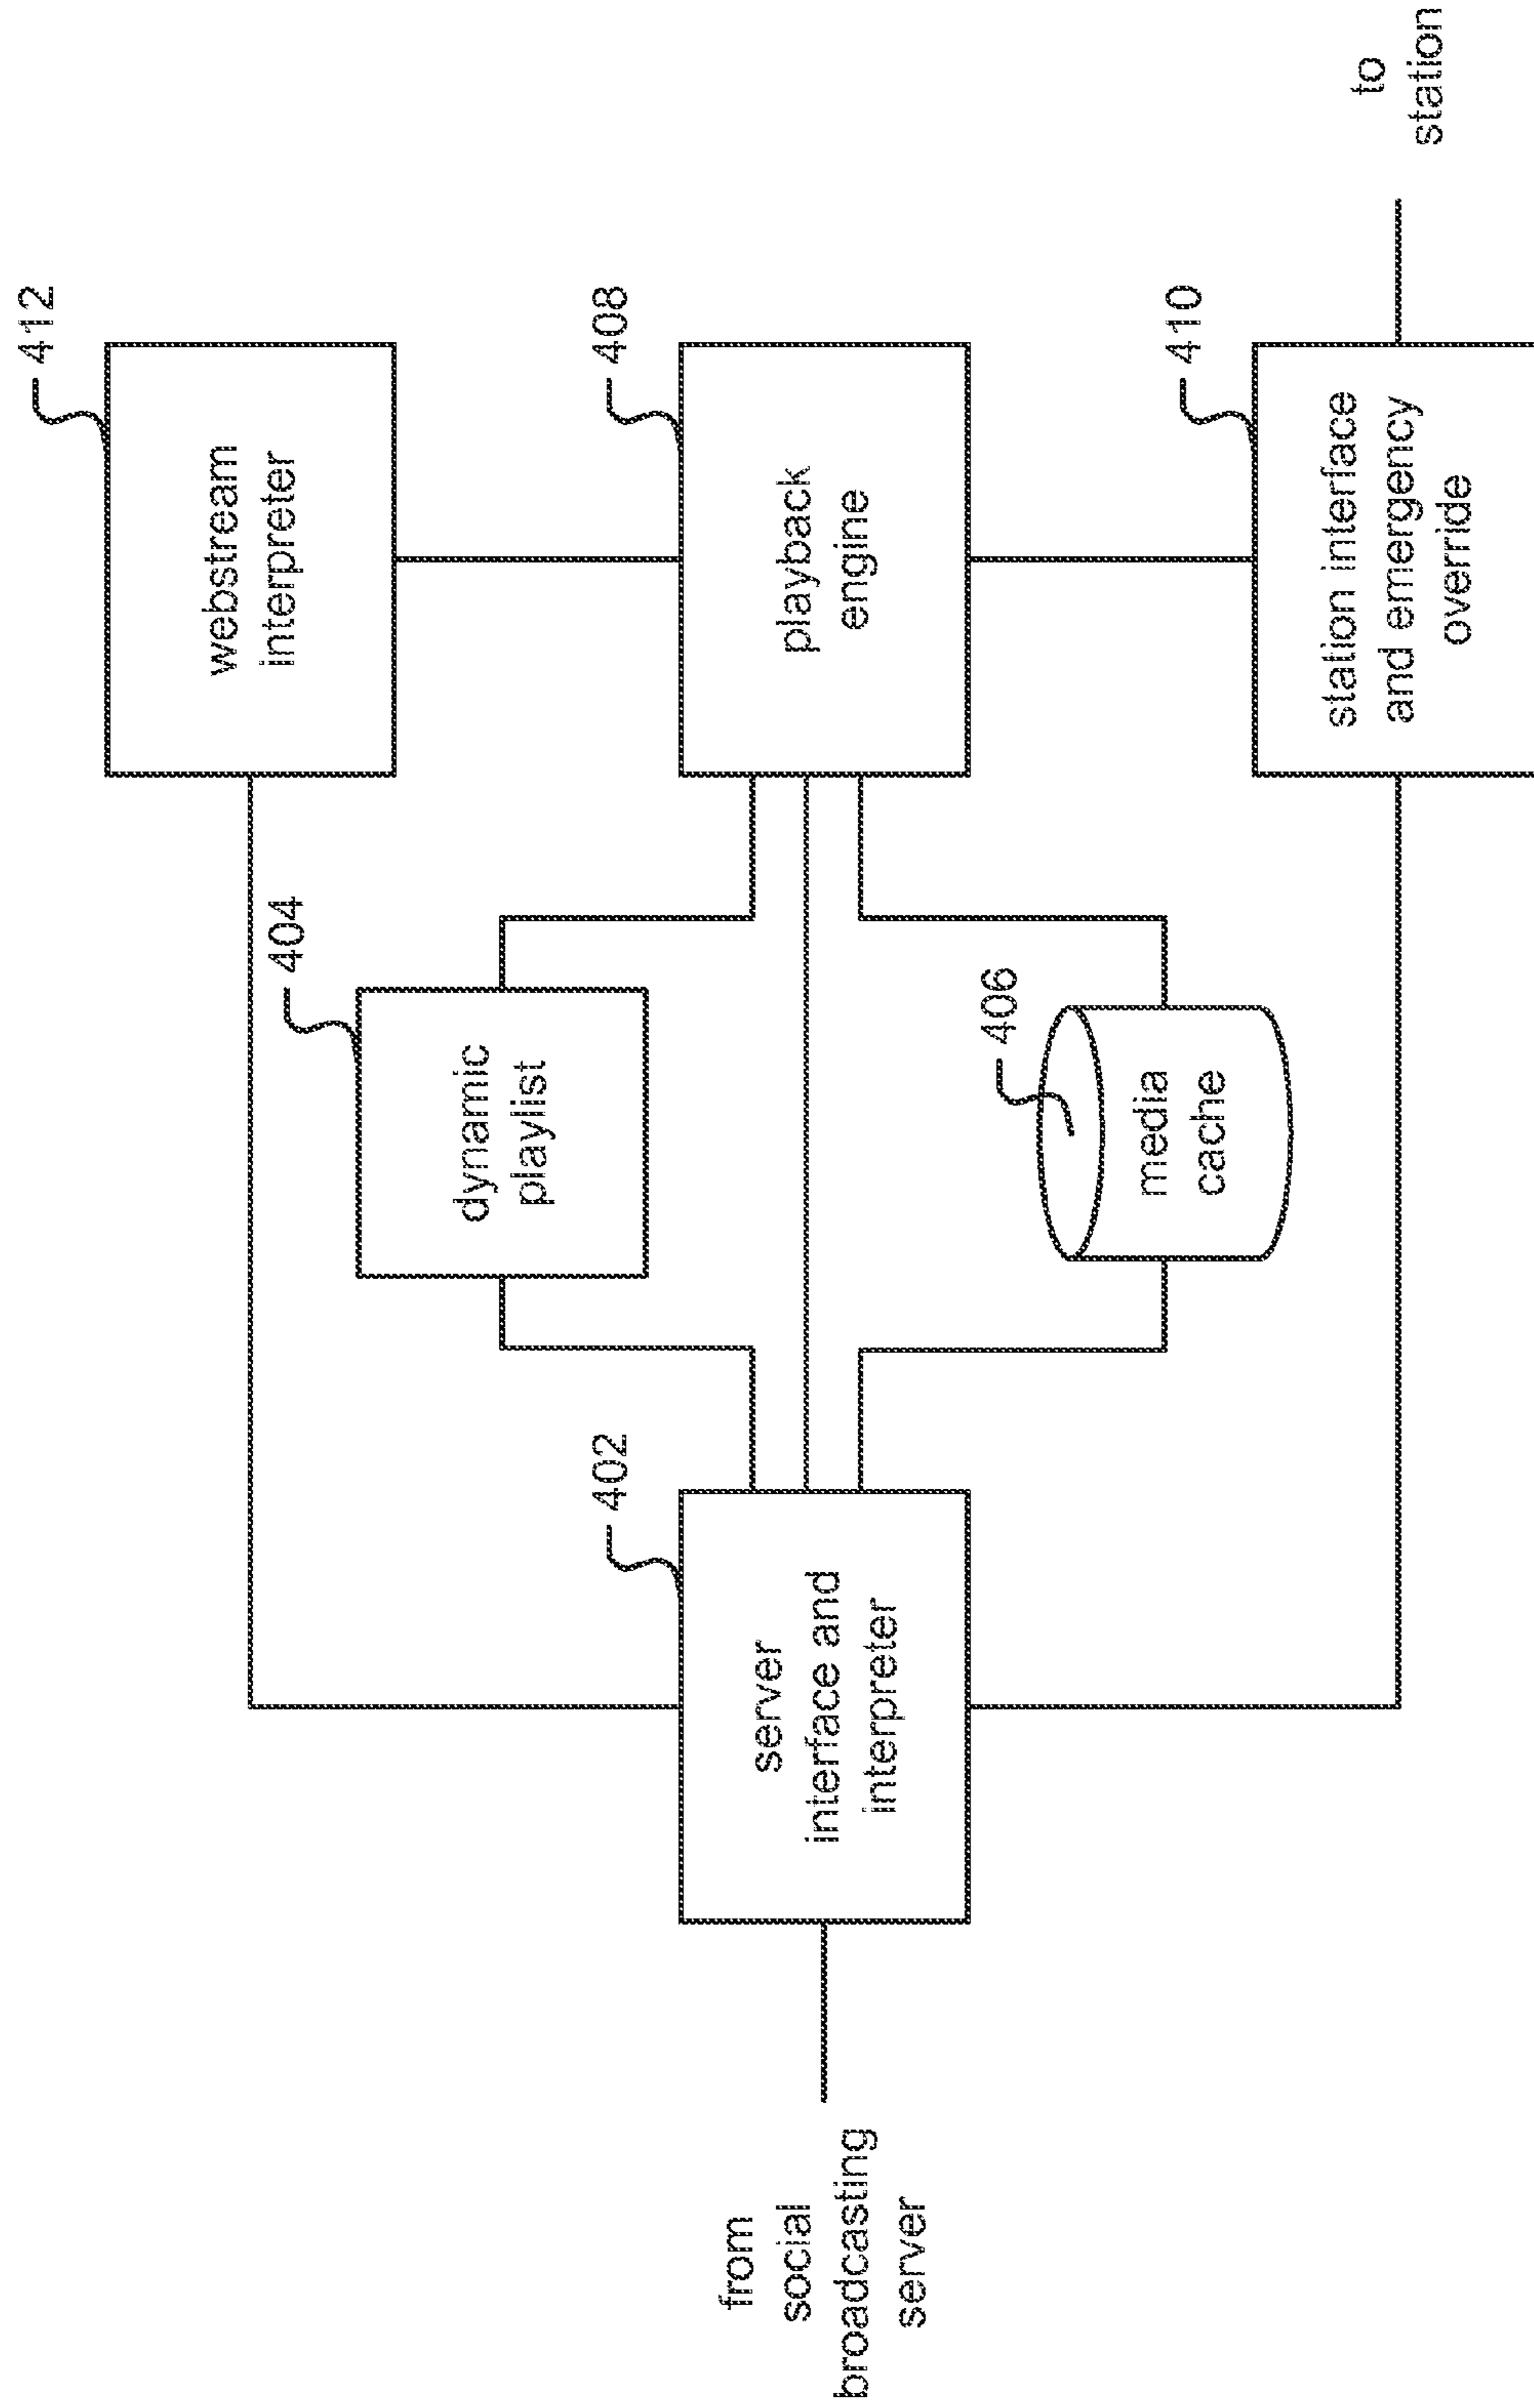 412
webstream
interpreter
404
dynamic
playlist
402
408
from
social
broadcasting
server
server
interface and
interpreter
playback
engine
406
media
cache
410
station interface
and emergency
override
to
station